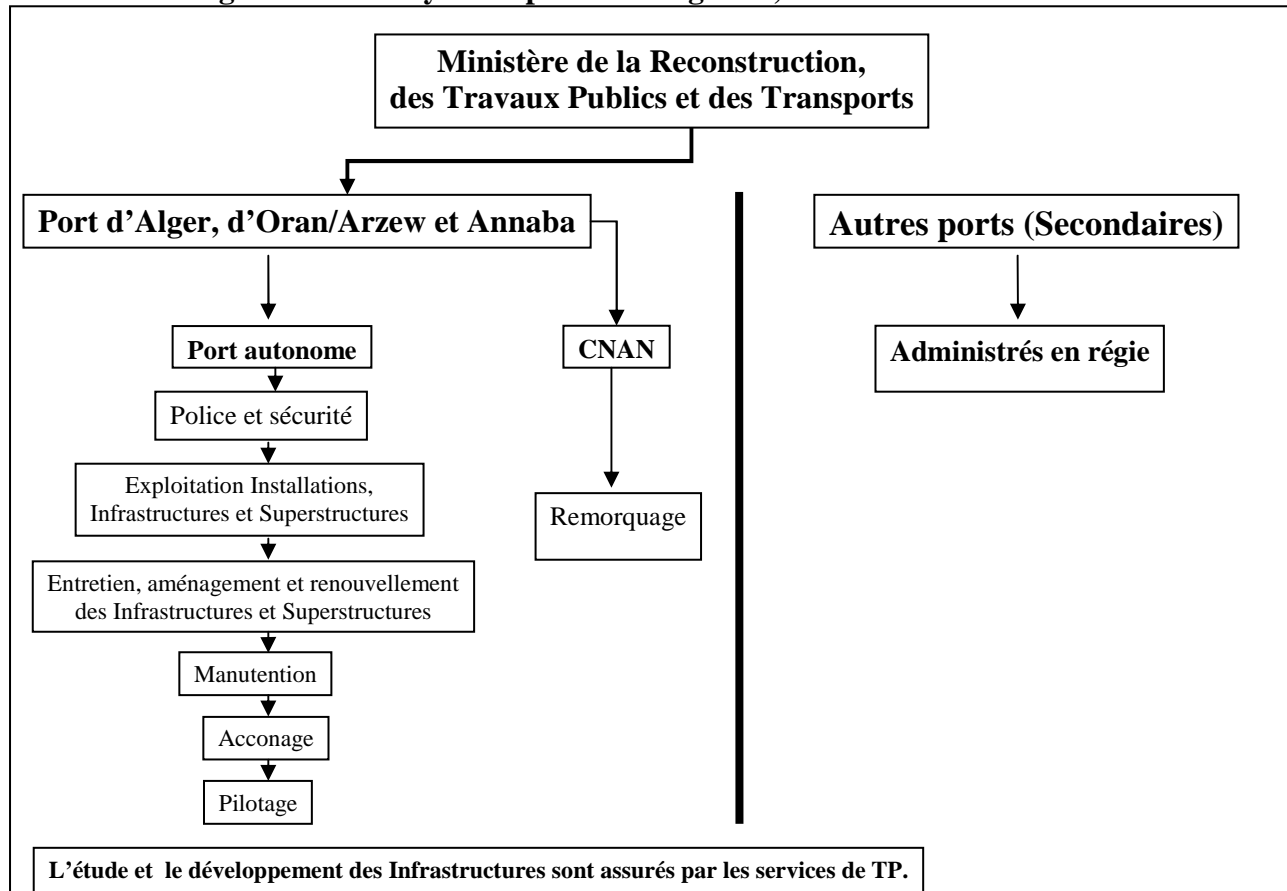 Ministère de la Reconstruction,
des Travaux Publics et des Transports
Port d’Alger, d’Oran/Arzew et Annaba
Autres ports (Secondaires)
Port autonome
CNAN
Administrés en régie
Police et sécurité
Exploitation Installations,
Infrastructures et Superstructures
Remorquage
Entretien, aménagement et renouvellement
des Infrastructures et Superstructures
Manutention
Acconage
Pilotage
L’étude et le développement des Infrastructures sont assurés par les services de TP.